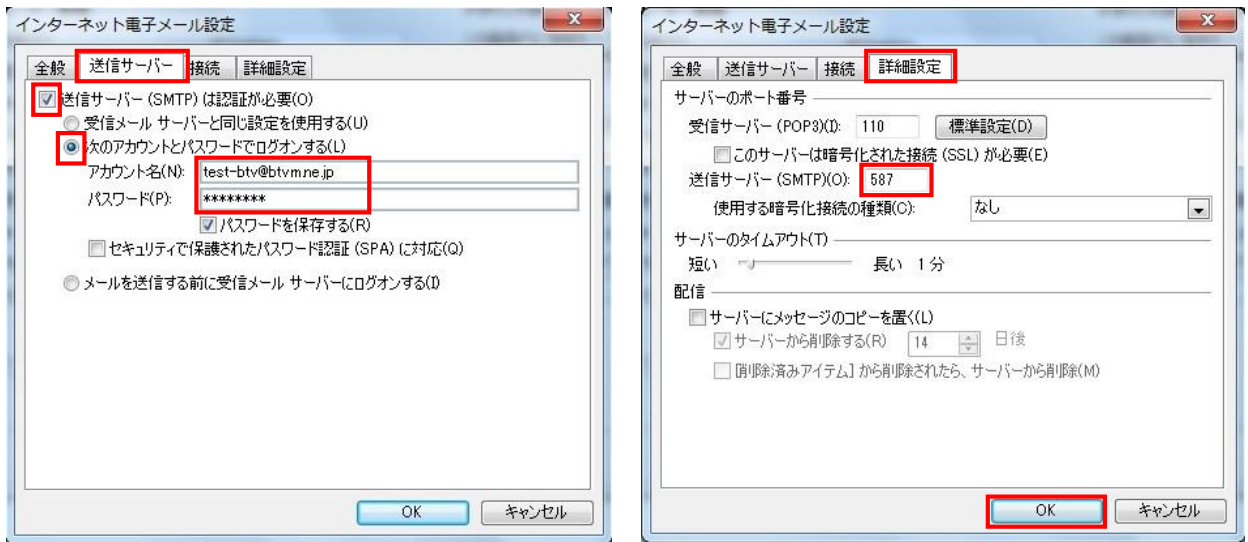 インターネット電子メール設定
全般 送信サーバー 接続 詳細設定
送信サーバー (SMTP) は認証が必要(O)
受信メール サーバーと同じ設定を使用する(U)
次のアカウントとパスワードでログオンする(L)
アカウント名(N): test-btv@btvm.ne.jp
パスワード(P): ********
パスワードを保存する(R)
セキュリティで保護されたパスワード認証 (SPA) に対応(Q)
メールを送信する前に受信メール サーバーにログオンする(I)
OK キャンセル
インターネット電子メール設定
全般 送信サーバー 接続 詳細設定
サーバーのポート番号
受信サーバー (POP3)(I): 110 標準設定(D)
このサーバーは暗号化された接続 (SSL) が必要(E)
送信サーバー (SMTP)(O): 587
使用する暗号化接続の種類(C): なし
サーバーのタイムアウト(T)
短い 長い 1 分
配信
サーバーにメッセージのコピーを置く(L)
サーバーから削除する(R) 14 日後
[削除済みアイテム] から削除されたら、サーバーから削除(M)
OK キャンセル